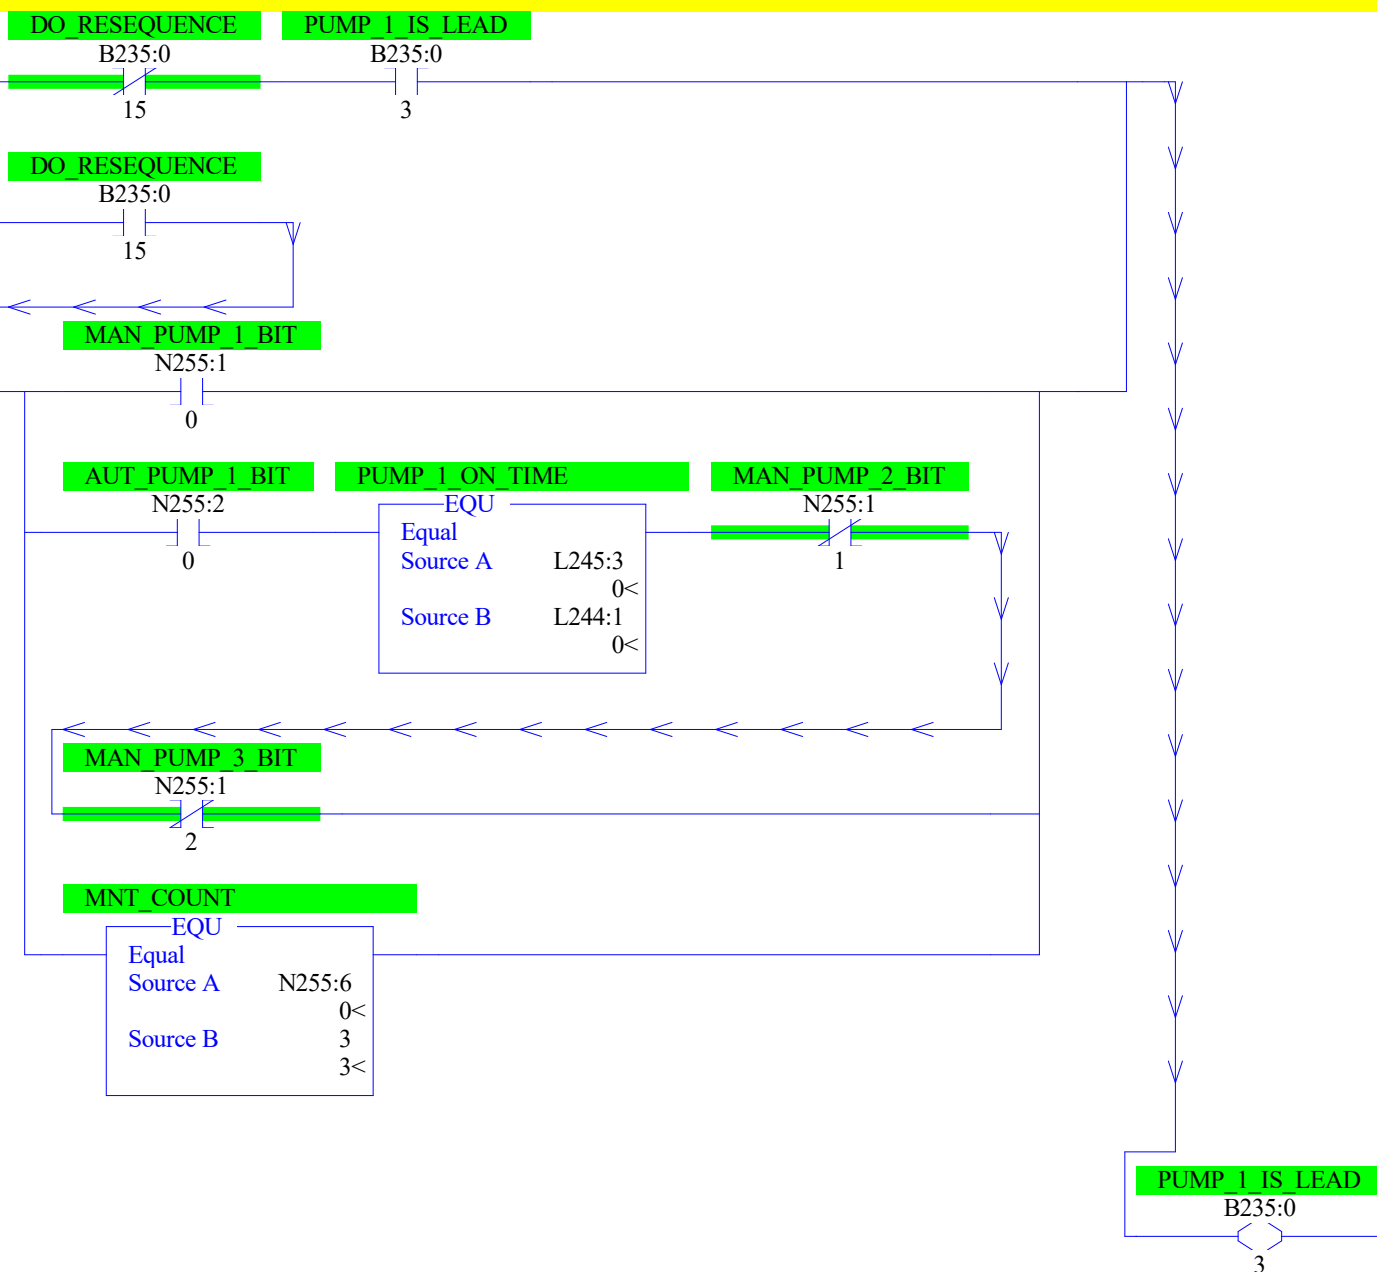 DO_RESEQUENCE PUMP_1_IS_LEAD
B235:0 B235:0
15 3
DO_RESEQUENCE
B235:0
15
MAN_PUMP_1_BIT
N255:1
0
AUT_PUMP_1_BIT PUMP_1_ON_TIME MAN_PUMP_2_BIT
N255:2 EQU N255:1
Equal
0 Source A L245:3 1
0<
Source B L244:1
0<
MAN_PUMP_3_BIT
N255:1
2
MNT_COUNT
EQU
Equal
Source A N255:6
0<
Source B 3
3<
PUMP_1_IS_LEAD
B235:0
3